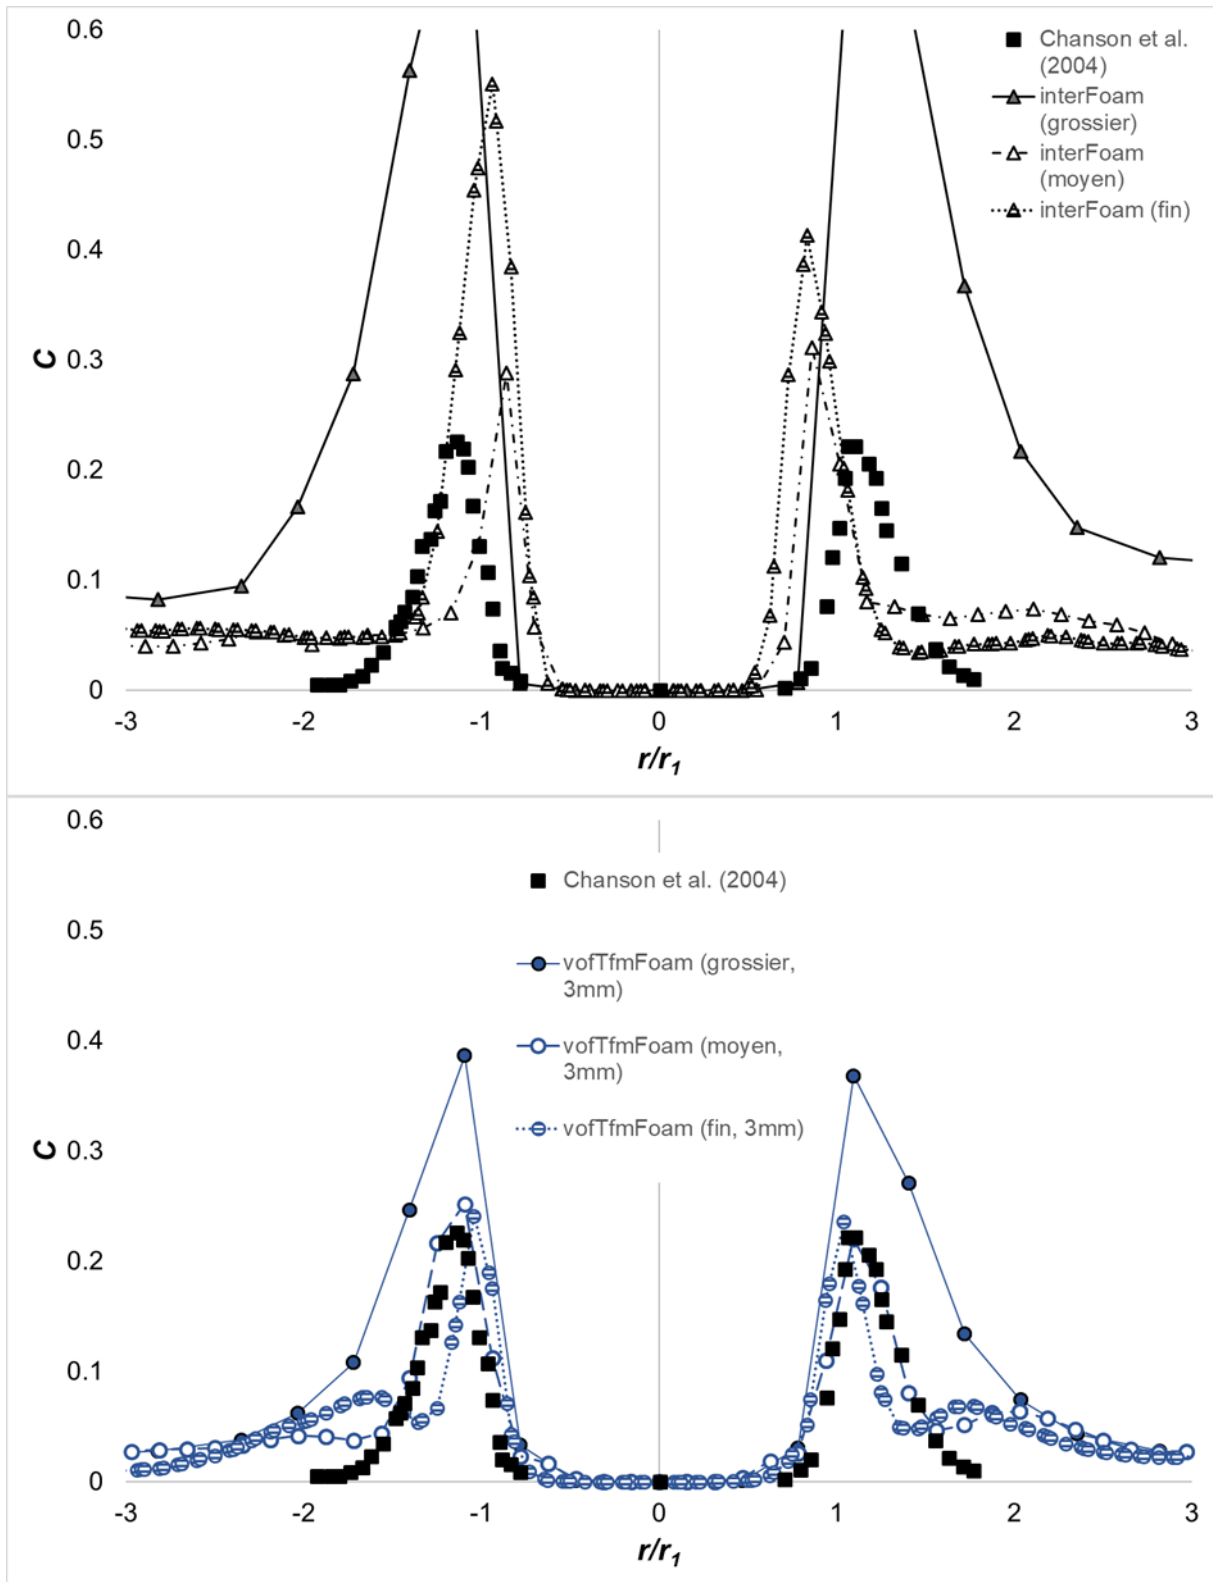 0.6
Chanson et al.
(2004)
interFoam
(grossier)
interFoam
(moyen)
interFoam (fin)
0.5
0.4
C
0.3
0.2
0.1
0
-3
-2
-1
0
1
2
3
r/r1
0.6
Chanson et al. (2004)
0.5
vofTfmFoam (grossier,
3mm)
0.4
vofTfmFoam (moyen,
3mm)
vofTfmFoam (fin, 3mm)
C
0.3
0.2
0.1
0
-3
-2
-1
0
1
2
3
r/r1